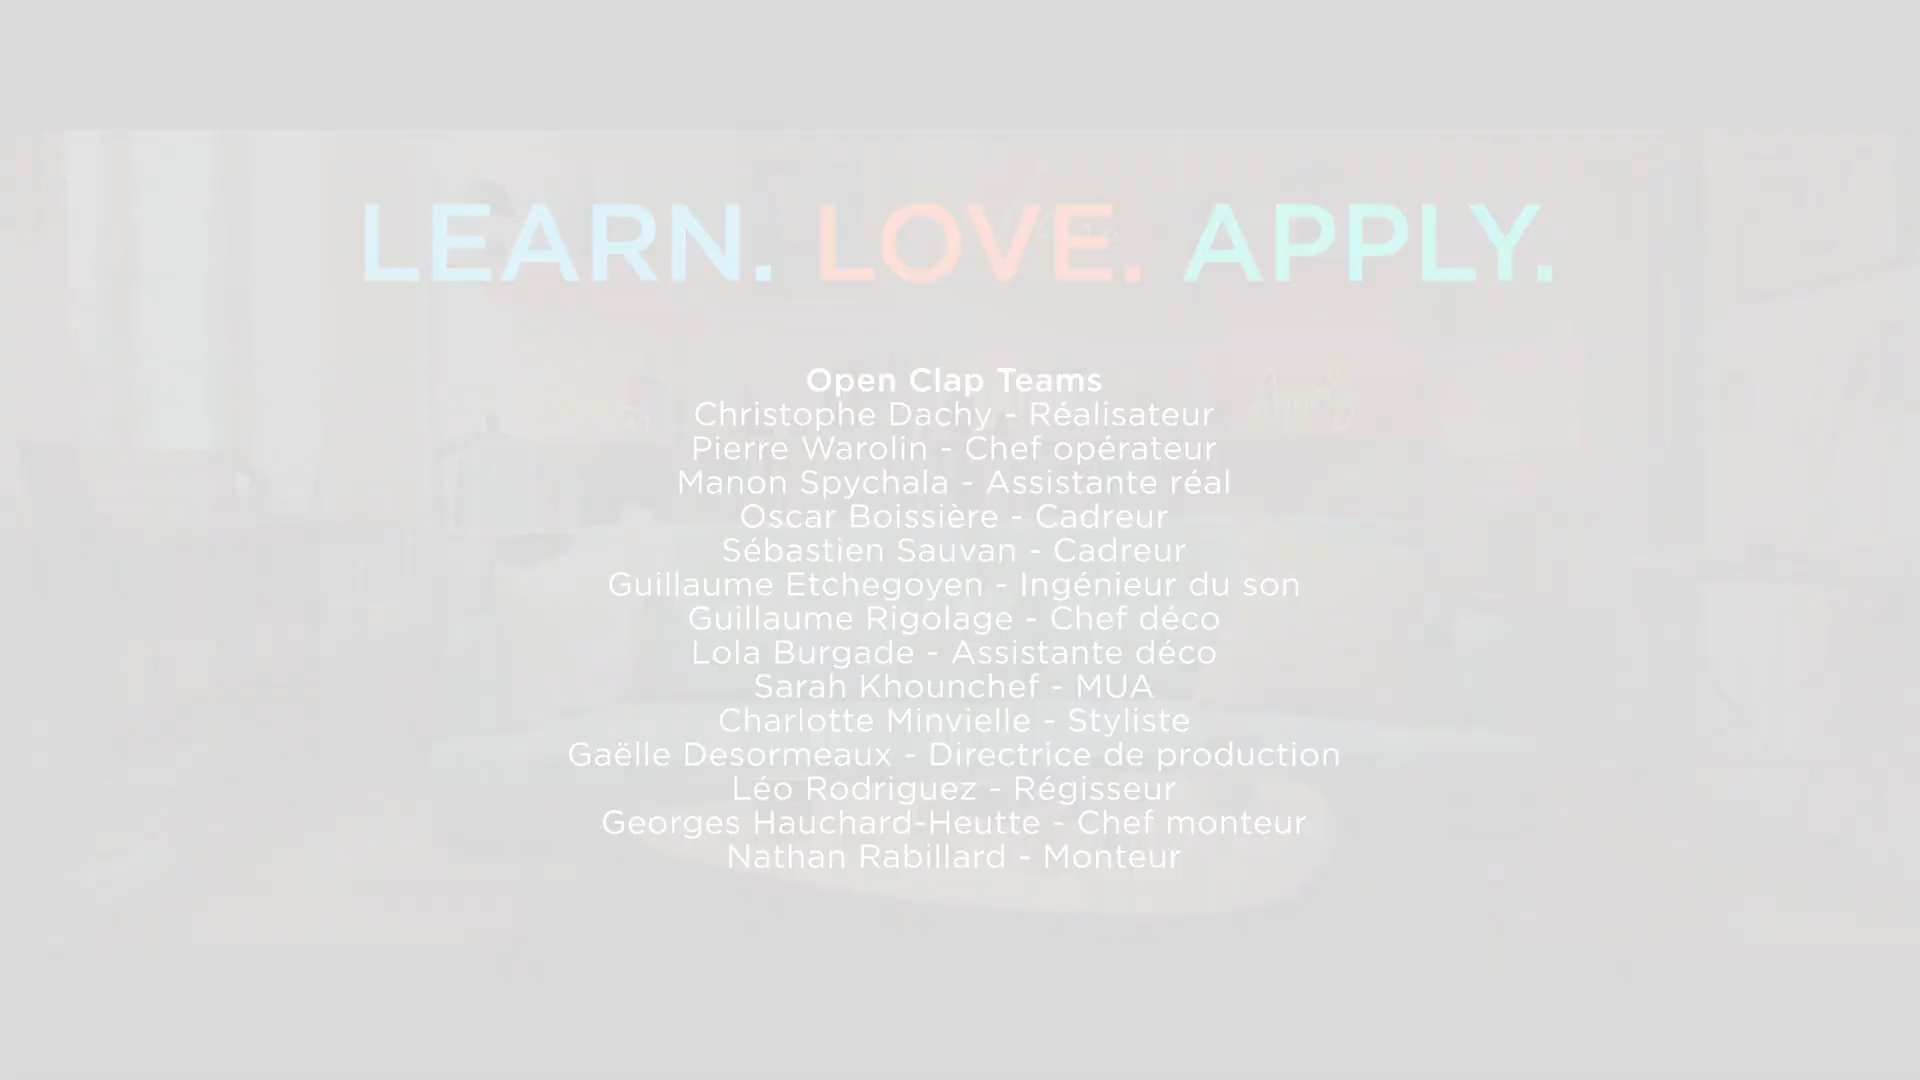 LEARN. LOVE. APPLY.
Open Clap Teams
Christophe Dachy - Réalisateur
Pierre Warolin - Chef opérateur
Manon Spychala - Assistante réal
Oscar Boissière - Cadreur
Sébastien Sauvan - Cadreur
Guillaume Etchegoyen - Ingénieur du son
Guillaume Rigolage - Chef déco
Lola Burgade - Assistante déco
Sarah Khounchef - MUA
Charlotte Minvielle - Styliste
Gaëlle Desormeaux - Directrice de production
Léo Rodriguez - Régisseur
Georges Hauchard-Heutte - Chef monteur
Nathan Rabillard - Monteur